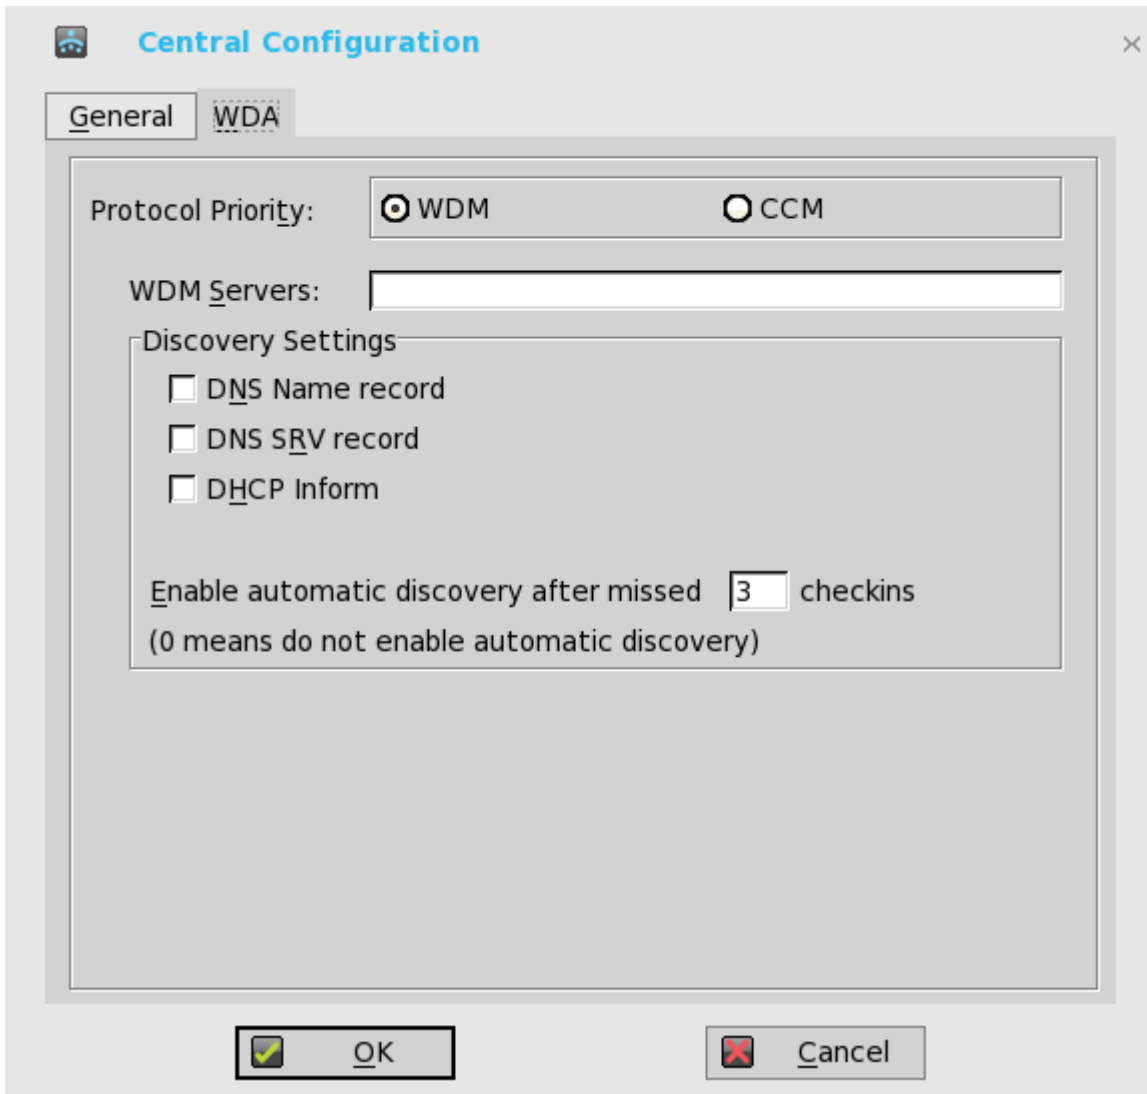 Central Configuration
General WDA
Protocol Priority: WDM CCM
WDM Servers:
Discovery Settings
DNS Name record
DNS SRV record
DHCP Inform
Enable automatic discovery after missed 3 checkins
(0 means do not enable automatic discovery)
OK Cancel